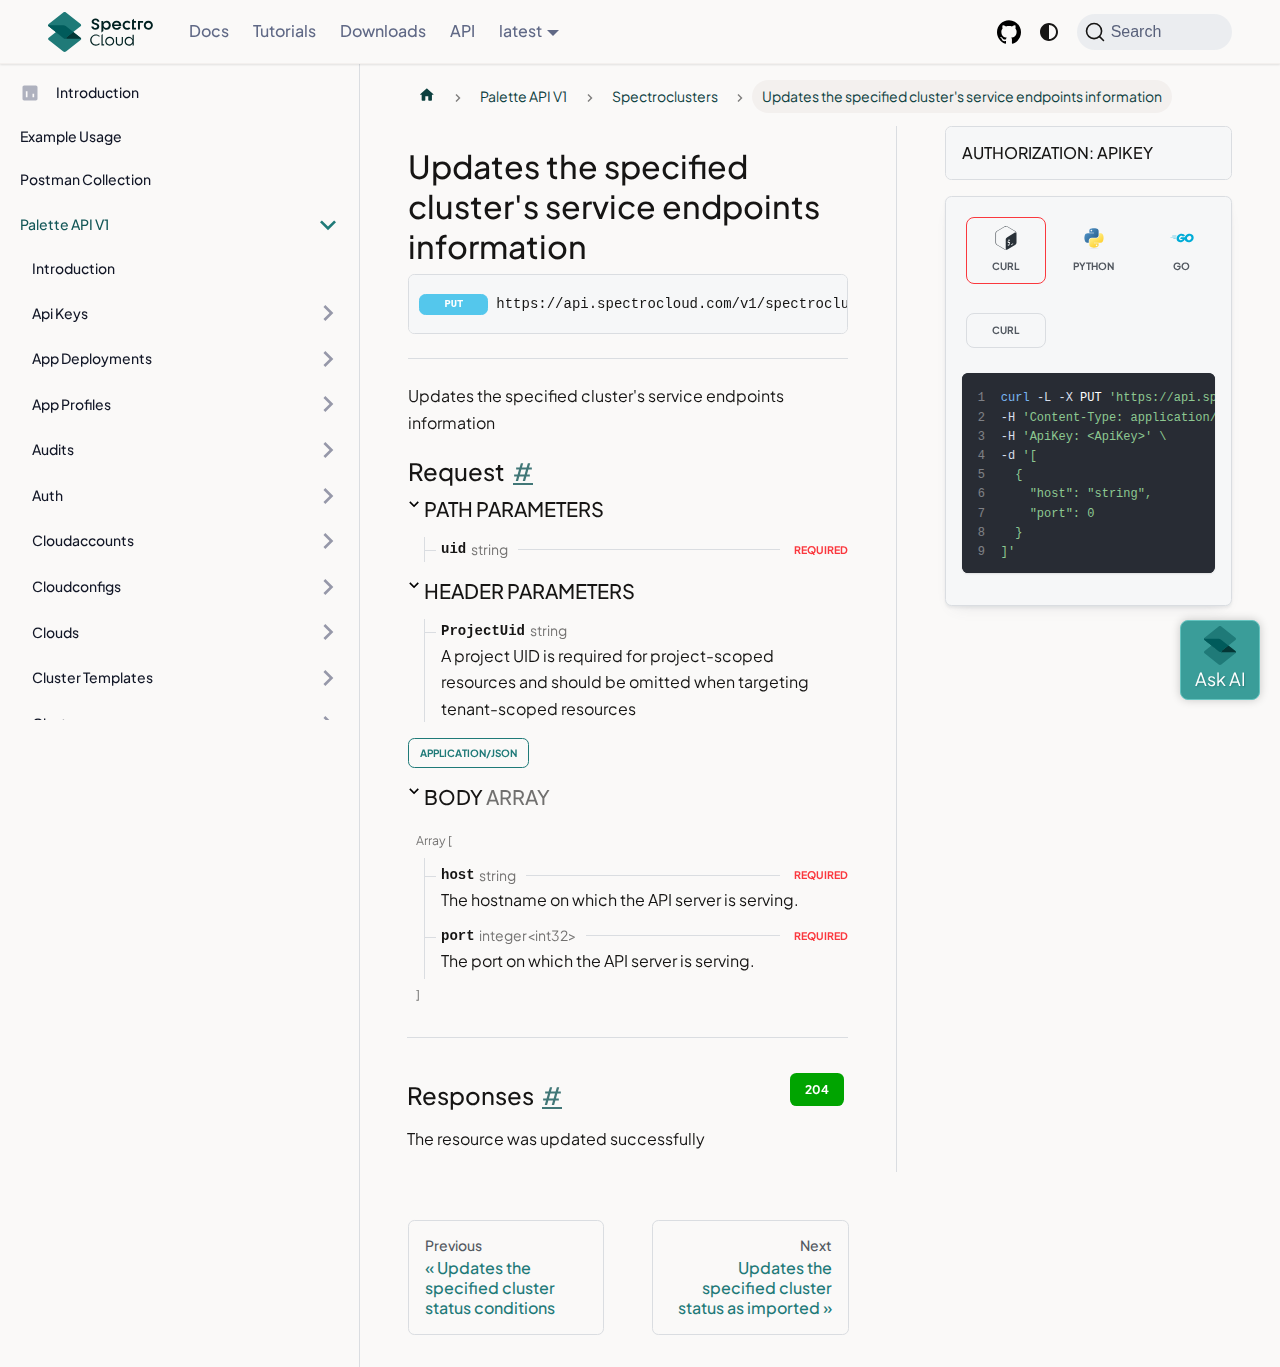 Spectro Cloud
Docs
Tutorials
Downloads
API
latest
Search
Introduction
Example Usage
Postman Collection
Palette API V1
Introduction
Api Keys
App Deployments
App Profiles
Audits
Auth
Cloudaccounts
Cloudconfigs
Clouds
Cluster Templates
Palette API V1
Spectroclusters
Updates the specified cluster's service endpoints information
Updates the specified
cluster's service endpoints
information
PUT https://api.spectrocloud.com/v1/spectroclu
Updates the specified cluster's service endpoints
information
Request #
PATH PARAMETERS
uid string REQUIRED
HEADER PARAMETERS
ProjectUid string
A project UID is required for project-scoped
resources and should be omitted when targeting
tenant-scoped resources
APPLICATION/JSON
BODY ARRAY
Array [
host string REQUIRED
The hostname on which the API server is serving.
port integer<int32> REQUIRED
The port on which the API server is serving.
]
Responses #
204
The resource was updated successfully
Previous
« Updates the
specified cluster
status conditions
Next
Updates the
specified cluster
status as imported »
AUTHORIZATION: APIKEY
CURL
PYTHON
GO
CURL
1 curl -L -X PUT 'https://api.sp
2 -H 'Content-Type: application/
3 -H 'ApiKey: <ApiKey>' \
4 -d '[
5 {
6 "host": "string",
7 "port": 0
8 }
9 ]'
Ask AI